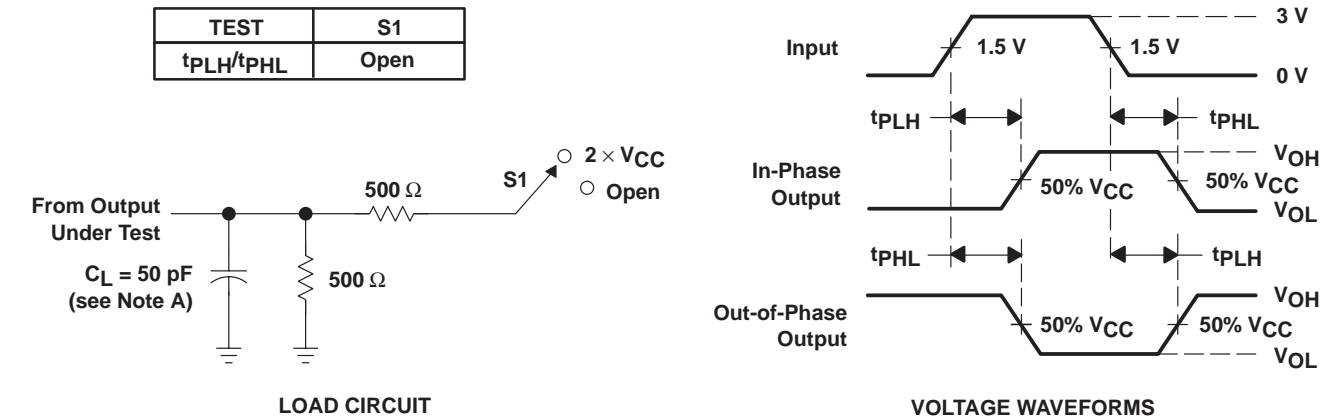 TEST S1
tPLH/tPHL Open
From Output
Under Test
CL = 50 pF
(see Note A)
500 Ω
500 Ω
S1
2 × VCC
Open
LOAD CIRCUIT
Input
1.5 V
1.5 V
3 V
0 V
tPLH
tPHL
In-Phase
Output
50% VCC
50% VCC
VOH
VOL
tPHL
tPLH
Out-of-Phase
Output
50% VCC
50% VCC
VOH
VOL
VOLTAGE WAVEFORMS